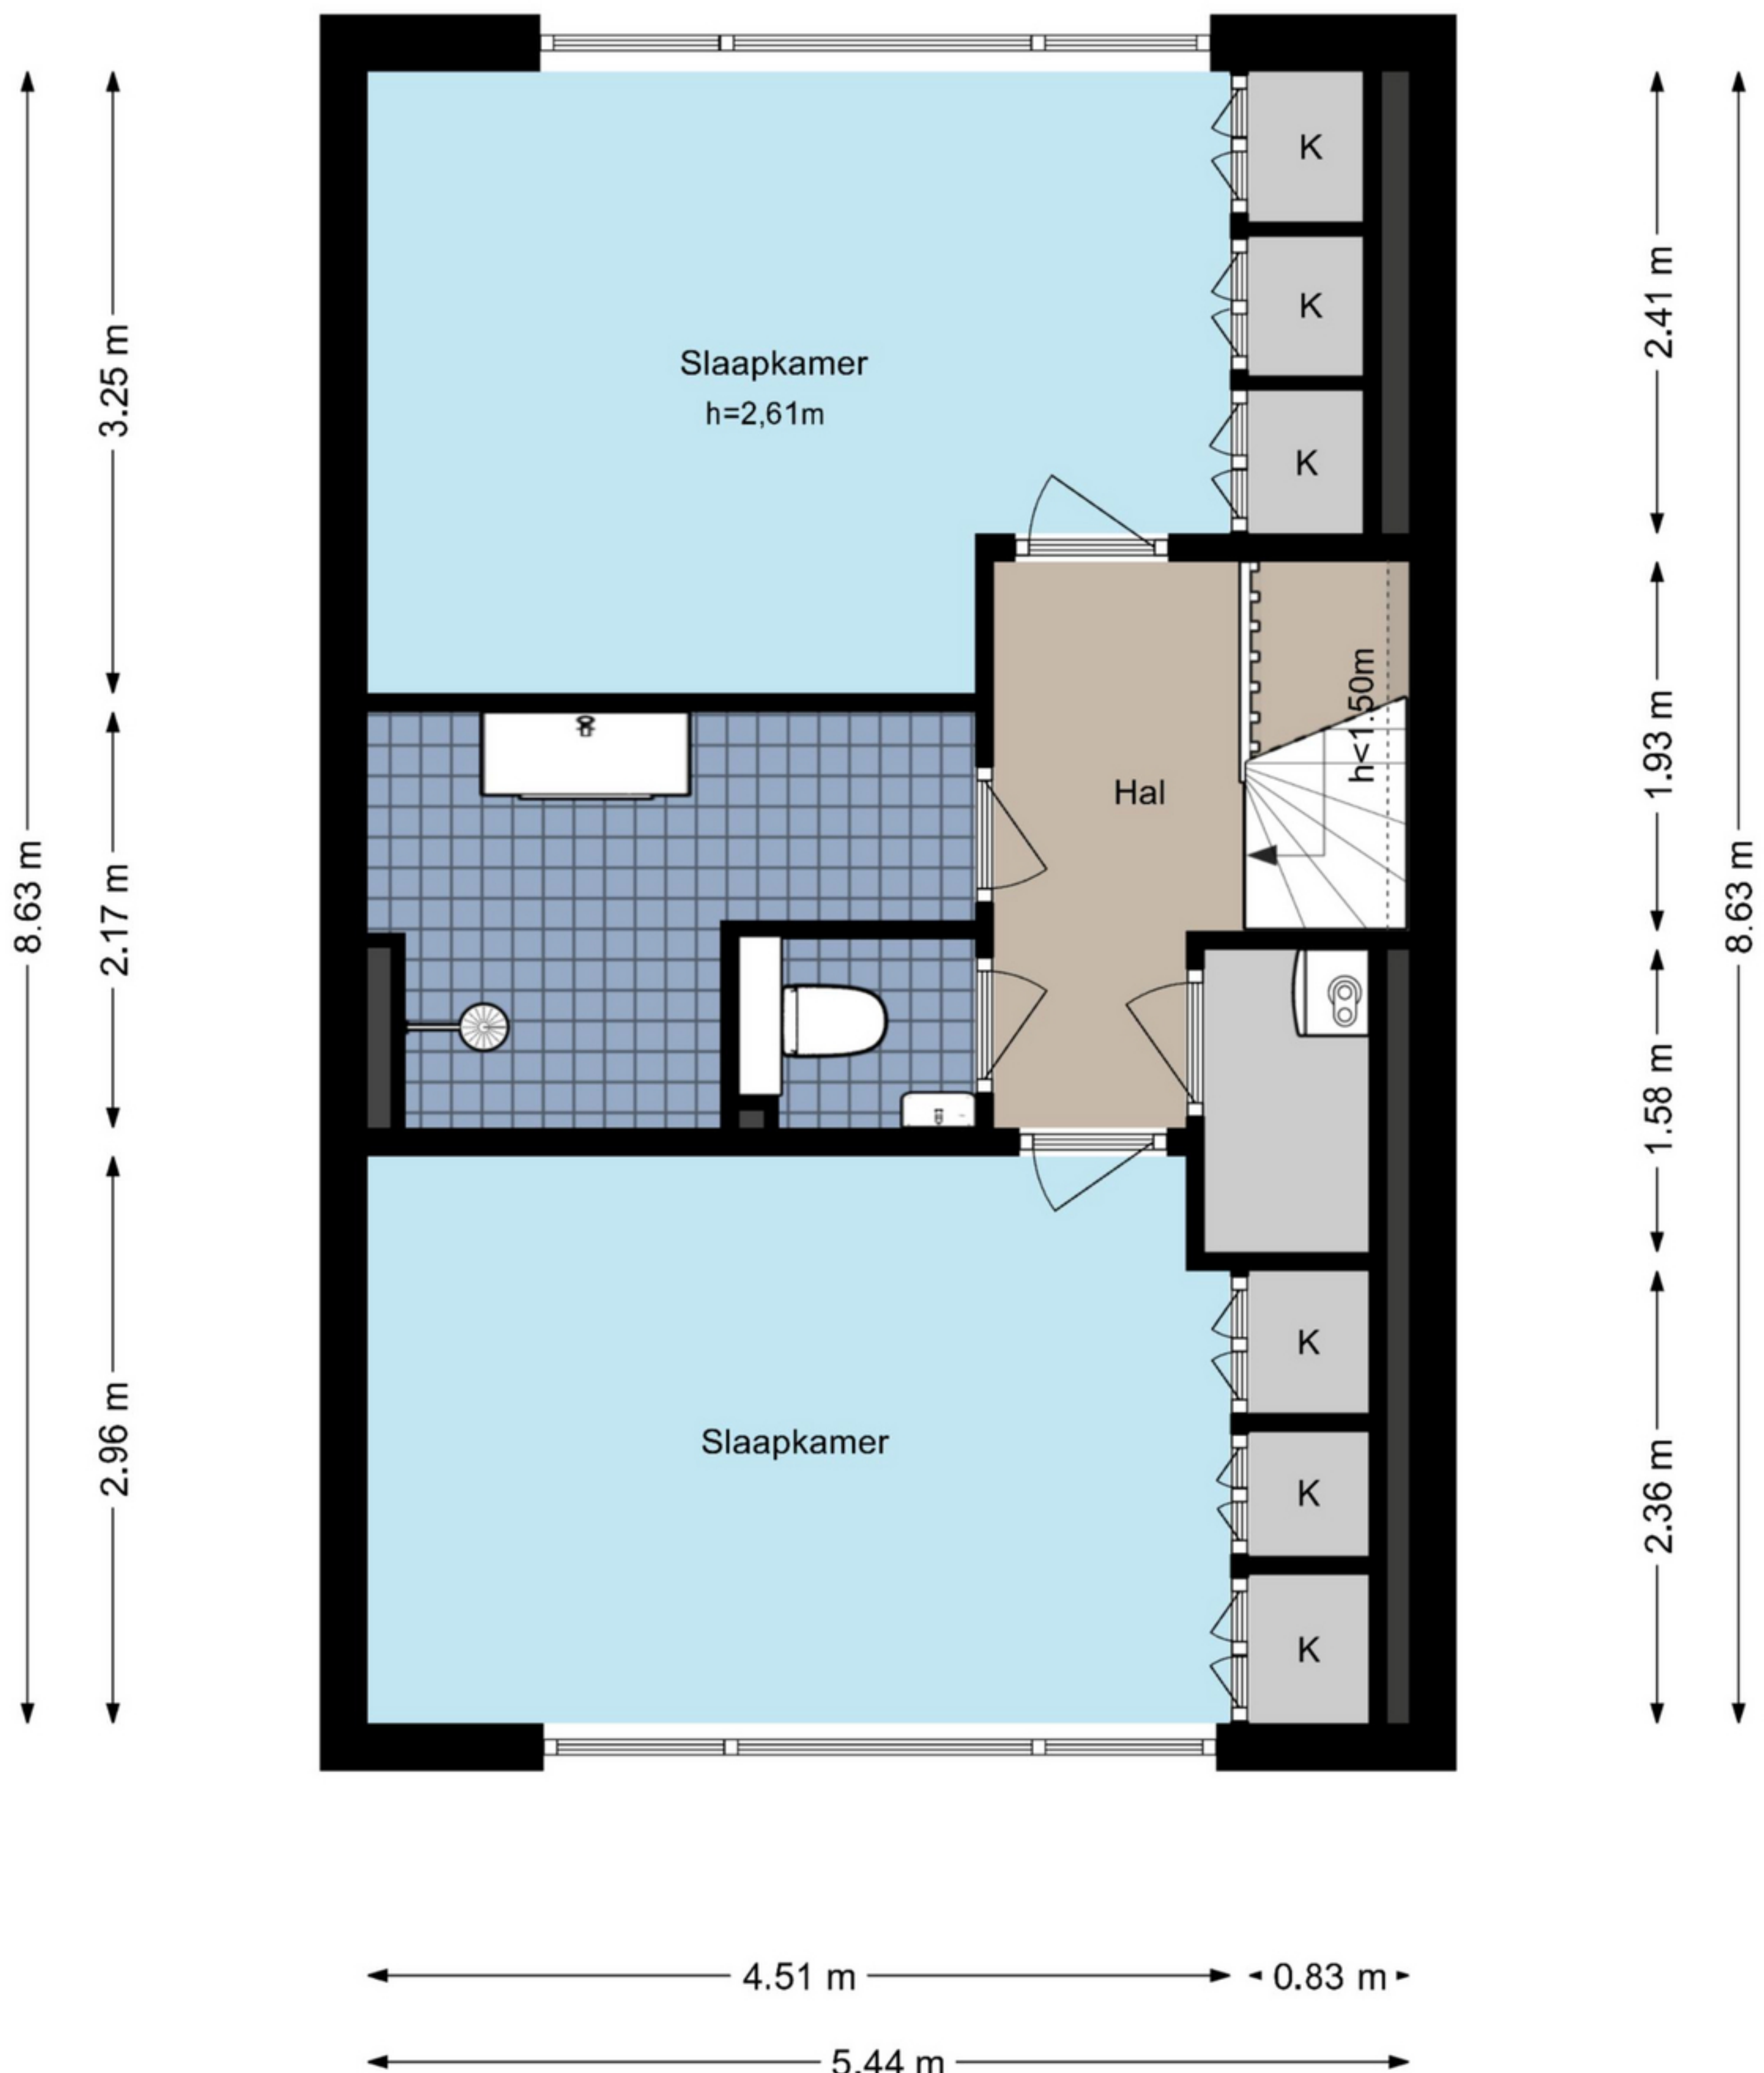 K
K
Slaapkamer
h=2,61m
K
Hal
h<1.50m
Slaapkamer
K
K
K
8.63 m
3.25 m
2.17 m
2.96 m
2.41 m
1.93 m
1.58 m
2.36 m
8.63 m
4.51 m
0.83 m
5.44 m